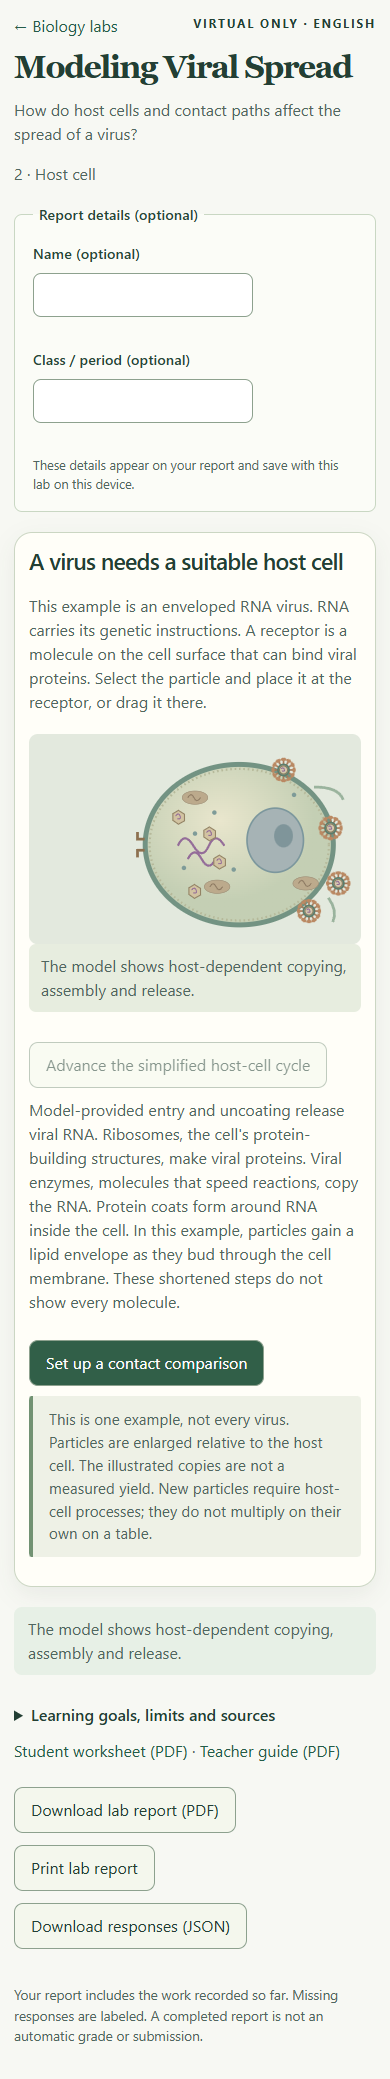 ← Biology labs
VIRTUAL ONLY · ENGLISH
Modeling Viral Spread
How do host cells and contact paths affect the
spread of a virus?
2 · Host cell
Report details (optional)
Name (optional)
Class / period (optional)
These details appear on your report and save with this
lab on this device.
A virus needs a suitable host cell
This example is an enveloped RNA virus. RNA
carries its genetic instructions. A receptor is a
molecule on the cell surface that can bind viral
proteins. Select the particle and place it at the
receptor, or drag it there.
The model shows host-dependent copying,
assembly and release.
Advance the simplified host-cell cycle
Model-provided entry and uncoating release
viral RNA. Ribosomes, the cell's protein-
building structures, make viral proteins. Viral
enzymes, molecules that speed reactions, copy
the RNA. Protein coats form around RNA
inside the cell. In this example, particles gain a
lipid envelope as they bud through the cell
membrane. These shortened steps do not
show every molecule.
Set up a contact comparison
This is one example, not every virus.
Particles are enlarged relative to the host
cell. The illustrated copies are not a
measured yield. New particles require host-
cell processes; they do not multiply on their
own on a table.
The model shows host-dependent copying,
assembly and release.
▶ Learning goals, limits and sources
Student worksheet (PDF) · Teacher guide (PDF)
Download lab report (PDF)
Print lab report
Download responses (JSON)
Your report includes the work recorded so far. Missing
responses are labeled. A completed report is not an
automatic grade or submission.